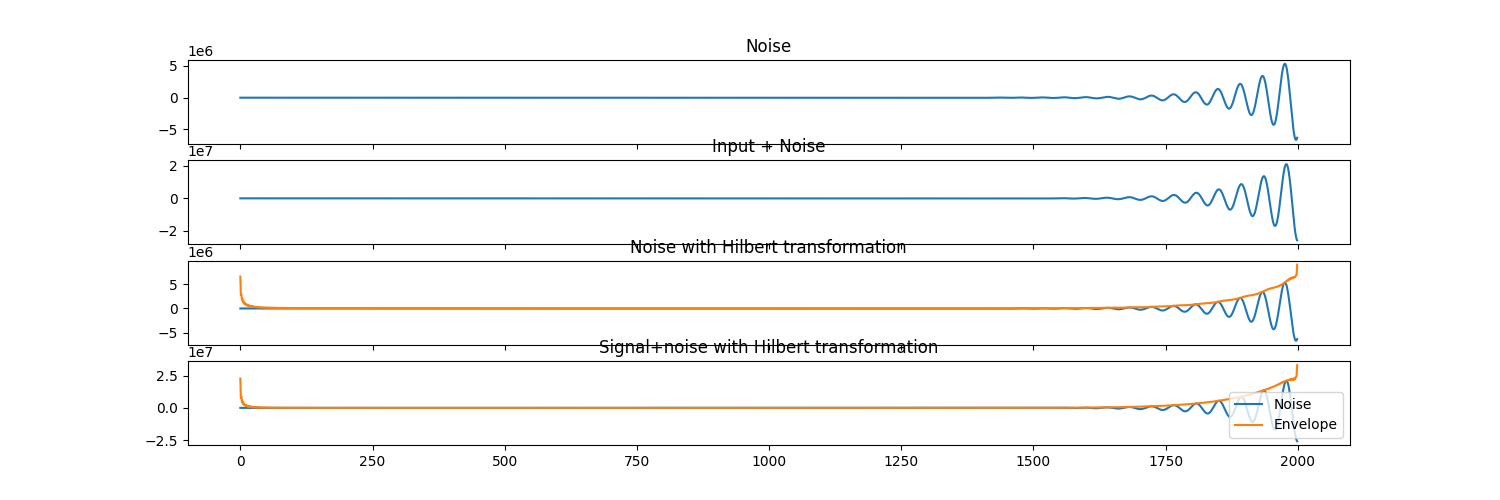 Noise
1e6
5
0
−5
Input + Noise
1e7
2
0
−2
Noise with Hilbert transformation
1e6
5
0
−5
Signal+noise with Hilbert transformation
1e7
2.5
0.0
−2.5
Noise
Envelope
0 250 500 750 1000 1250 1500 1750 2000